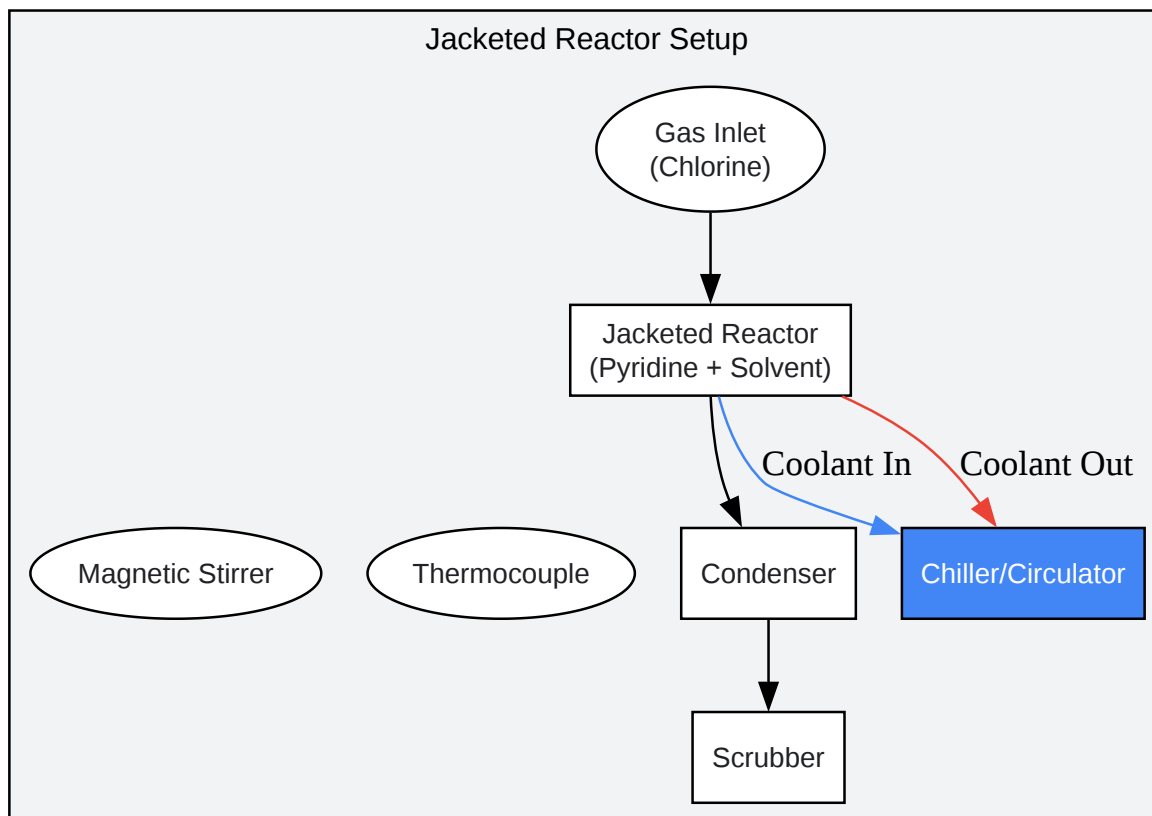 Jacketed Reactor Setup
Gas Inlet
(Chlorine)
Jacketed Reactor
(Pyridine + Solvent)
Coolant In
Coolant Out
Magnetic Stirrer
Thermocouple
Condenser
Chiller/Circulator
Scrubber